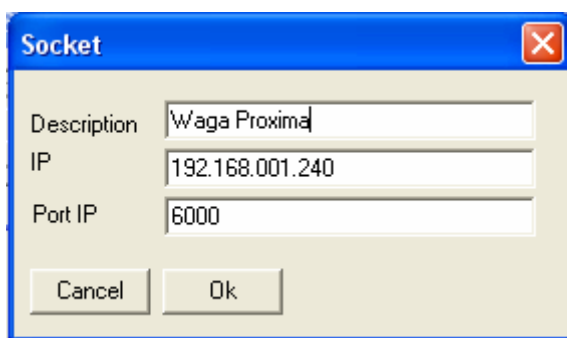 Socket
Description Waga Proxima
IP 192.168.001.240
Port IP 6000
Cancel Ok